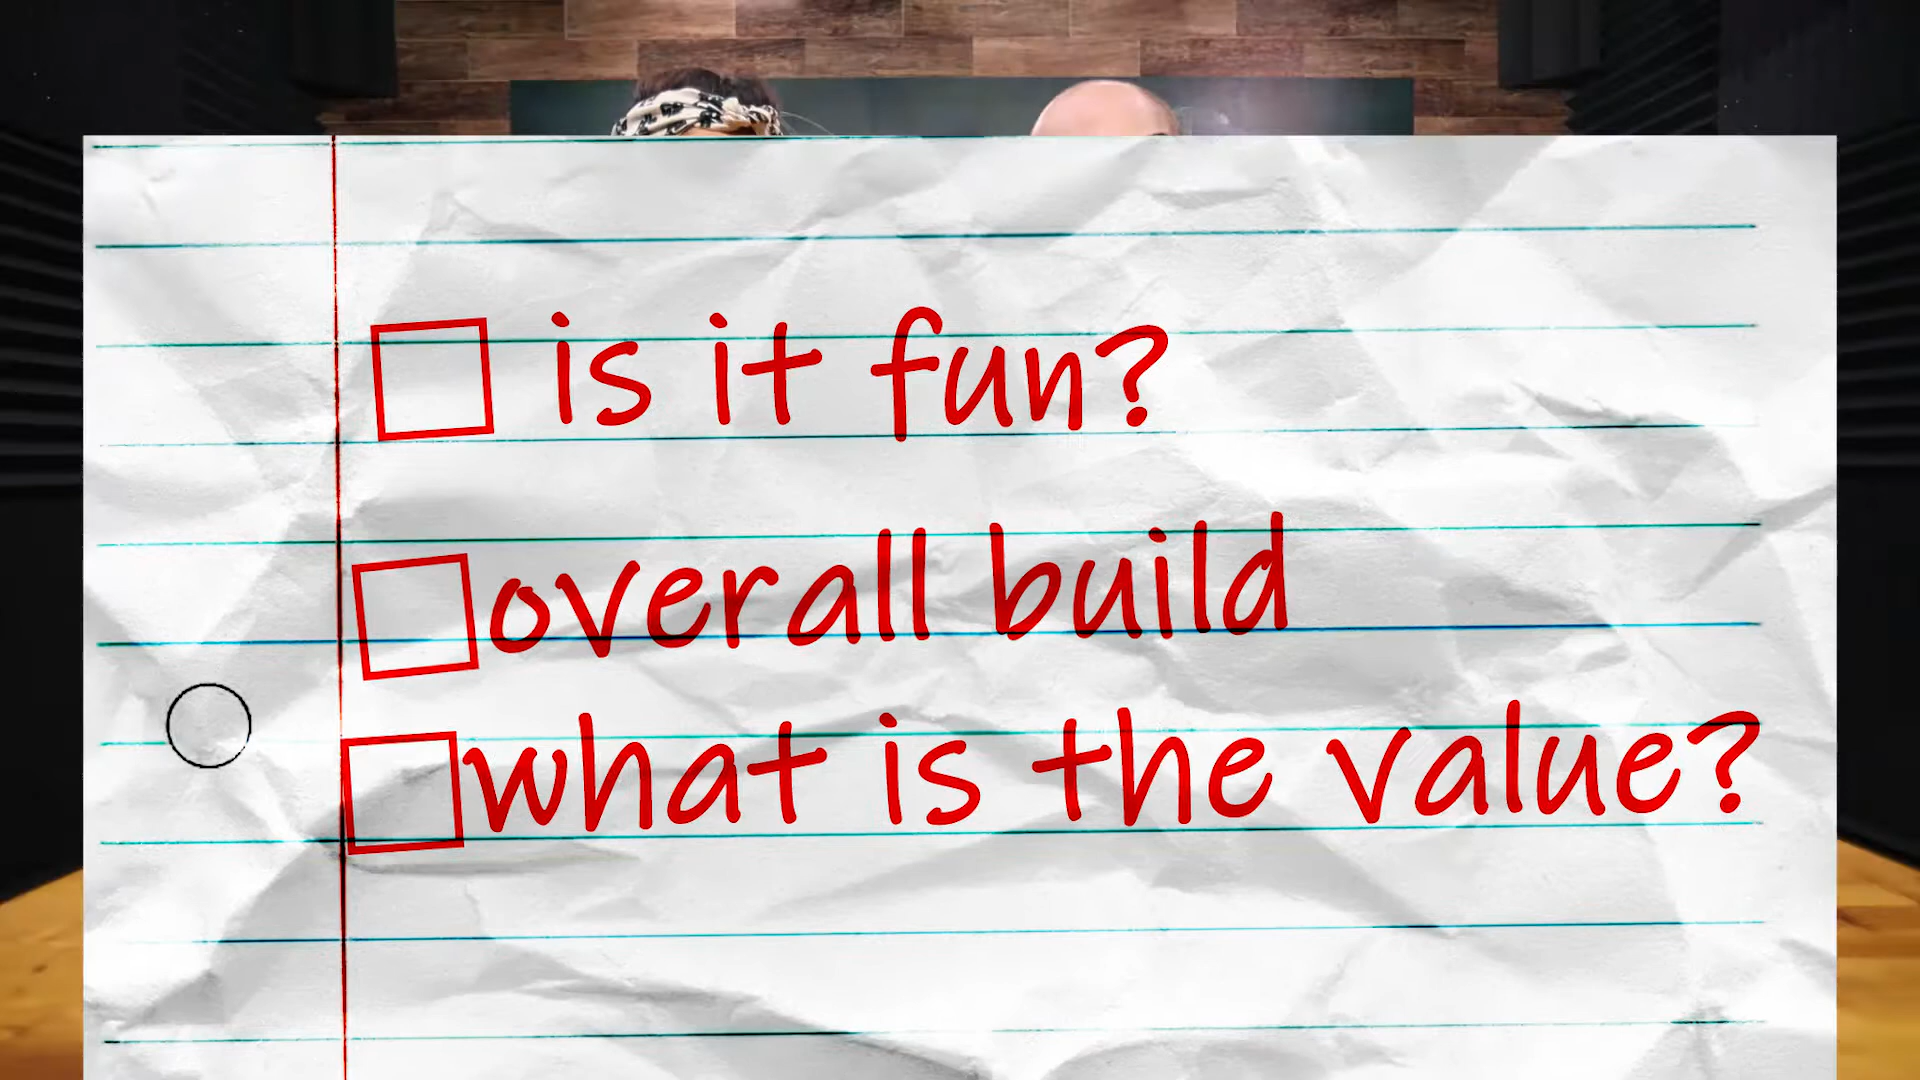 is it fun?
overall build
what is the value?